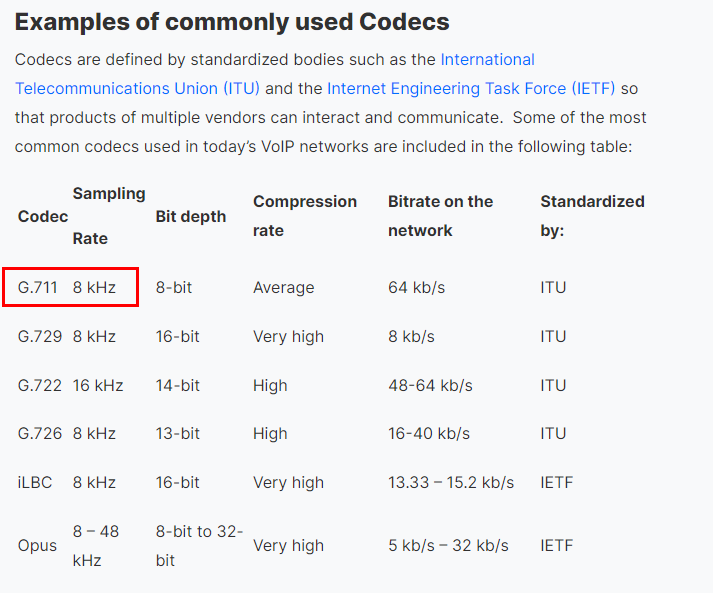 Examples of commonly used Codecs
Codecs are defined by standardized bodies such as the International
Telecommunications Union (ITU) and the Internet Engineering Task Force (IETF) so
that products of multiple vendors can interact and communicate.  Some of the most
common codecs used in today’s VoIP networks are included in the following table:
Codec Sampling Rate Bit depth Compression rate Bitrate on the network Standardized by:
G.711 8 kHz 8-bit Average 64 kb/s ITU
G.729 8 kHz 16-bit Very high 8 kb/s ITU
G.722 16 kHz 14-bit High 48-64 kb/s ITU
G.726 8 kHz 13-bit High 16-40 kb/s ITU
iLBC 8 kHz 16-bit Very high 13.33 – 15.2 kb/s IETF
Opus 8 – 48 kHz 8-bit to 32-bit Very high 5 kb/s – 32 kb/s IETF